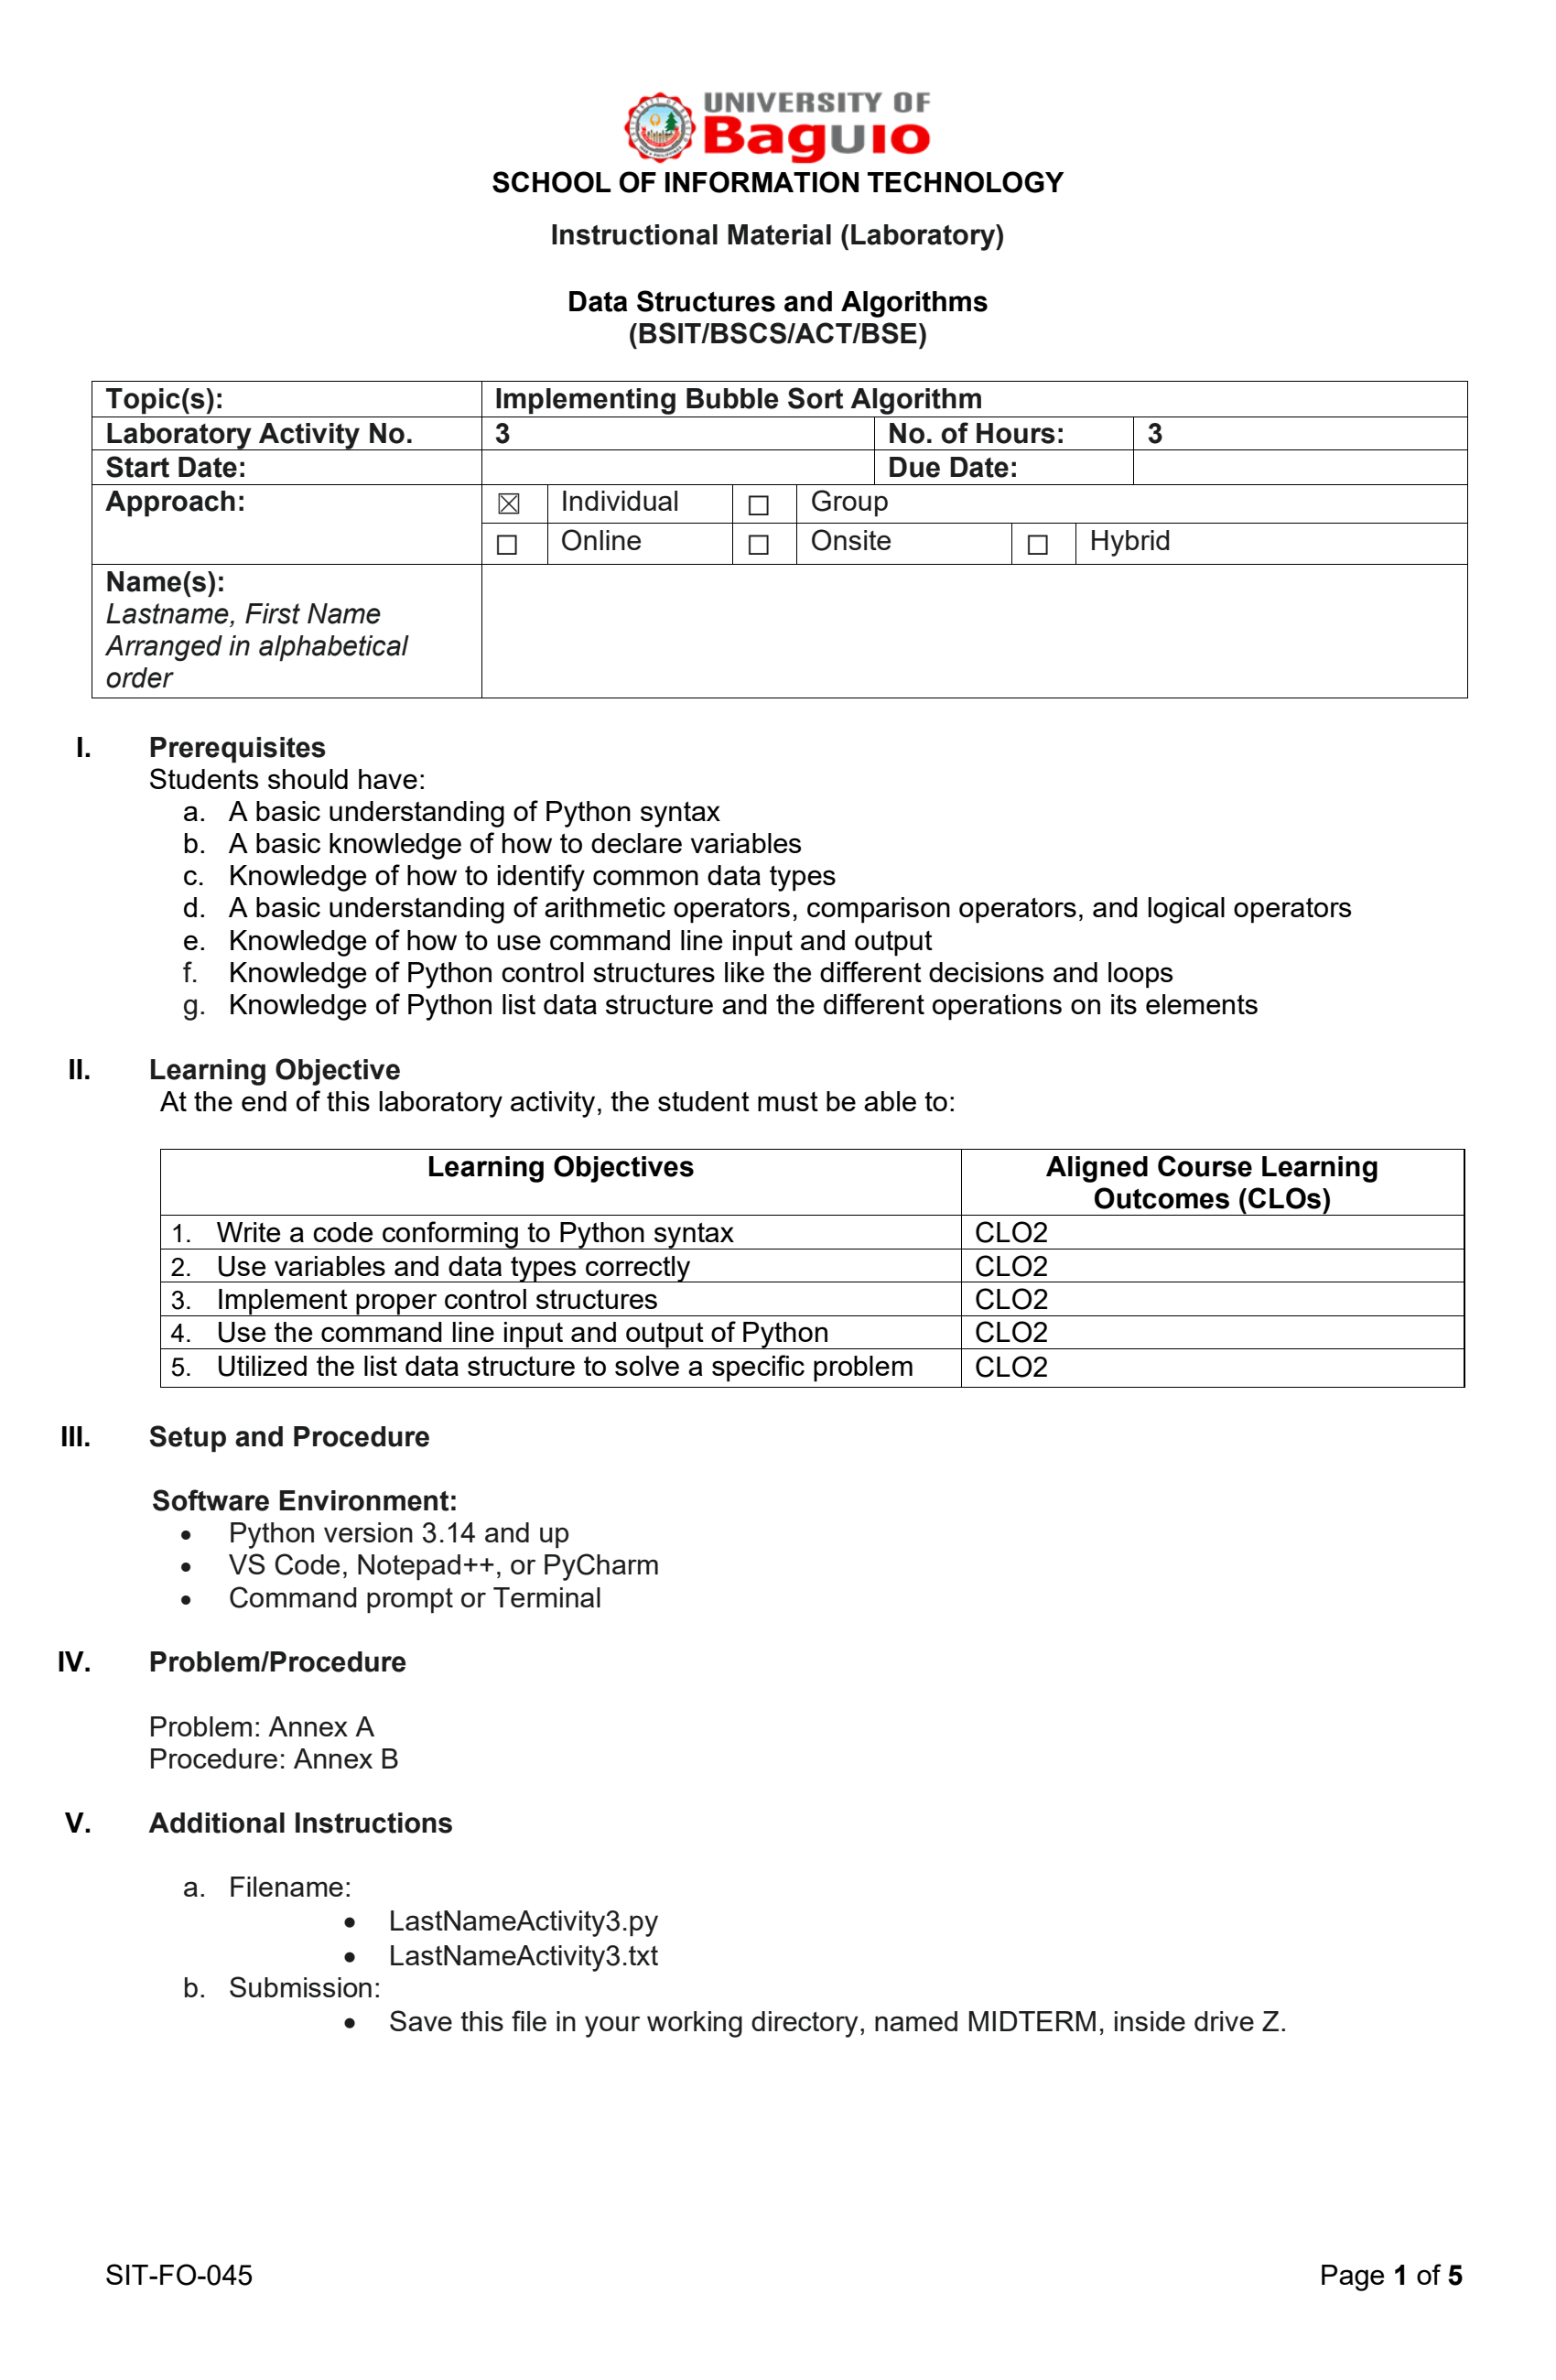 UNIVERSITY OF
Baguio
SCHOOL OF INFORMATION TECHNOLOGY
Instructional Material (Laboratory)
Data Structures and Algorithms
(BSIT/BSCS/ACT/BSE)
Topic(s): Implementing Bubble Sort Algorithm
Laboratory Activity No. 3 No. of Hours: 3
Start Date: Due Date:
Approach: ☒ Individual ☐ Group
☐ Online ☐ Onsite ☐ Hybrid
Name(s):
Lastname, First Name
Arranged in alphabetical
order
I. Prerequisites
Students should have:
a. A basic understanding of Python syntax
b. A basic knowledge of how to declare variables
c. Knowledge of how to identify common data types
d. A basic understanding of arithmetic operators, comparison operators, and logical operators
e. Knowledge of how to use command line input and output
f. Knowledge of Python control structures like the different decisions and loops
g. Knowledge of Python list data structure and the different operations on its elements
II. Learning Objective
At the end of this laboratory activity, the student must be able to:
Learning Objectives Aligned Course Learning
Outcomes (CLOs)
1. Write a code conforming to Python syntax CLO2
2. Use variables and data types correctly CLO2
3. Implement proper control structures CLO2
4. Use the command line input and output of Python CLO2
5. Utilized the list data structure to solve a specific problem CLO2
III. Setup and Procedure
Software Environment:
• Python version 3.14 and up
• VS Code, Notepad++, or PyCharm
• Command prompt or Terminal
IV. Problem/Procedure
Problem: Annex A
Procedure: Annex B
V. Additional Instructions
a. Filename:
• LastNameActivity3.py
• LastNameActivity3.txt
b. Submission:
• Save this file in your working directory, named MIDTERM, inside drive Z.
SIT-FO-045 Page 1 of 5